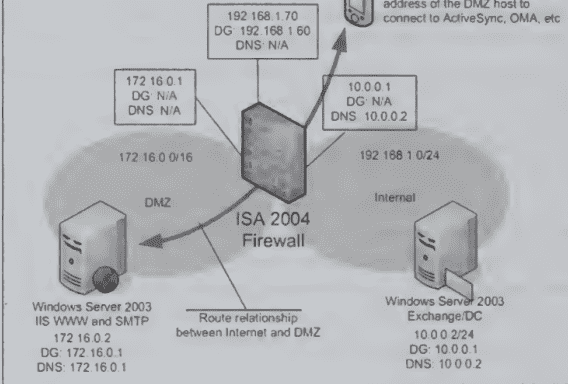 address of the DMZ host to
connect to ActiveSync, OMA, etc
192.168.1.70
DG: 192.168.1.60
DNS: N/A
172.16.0.1
DG: N/A
DNS: N/A
10.0.0.1
DG: N/A
DNS: 10.0.0.2
172.16.0.0/16
192.168.1.0/24
DMZ
Internet
ISA 2004
Firewall
Windows Server 2003
IIS WWW and SMTP
172.16.0.2
DG: 172.16.0.1
DNS: 172.16.0.1
Route relationship
between Internet and DMZ
Windows Server 2003
Exchange/DC
10.0.0.2/24
DG: 10.0.0.1
DNS: 10.0.0.2